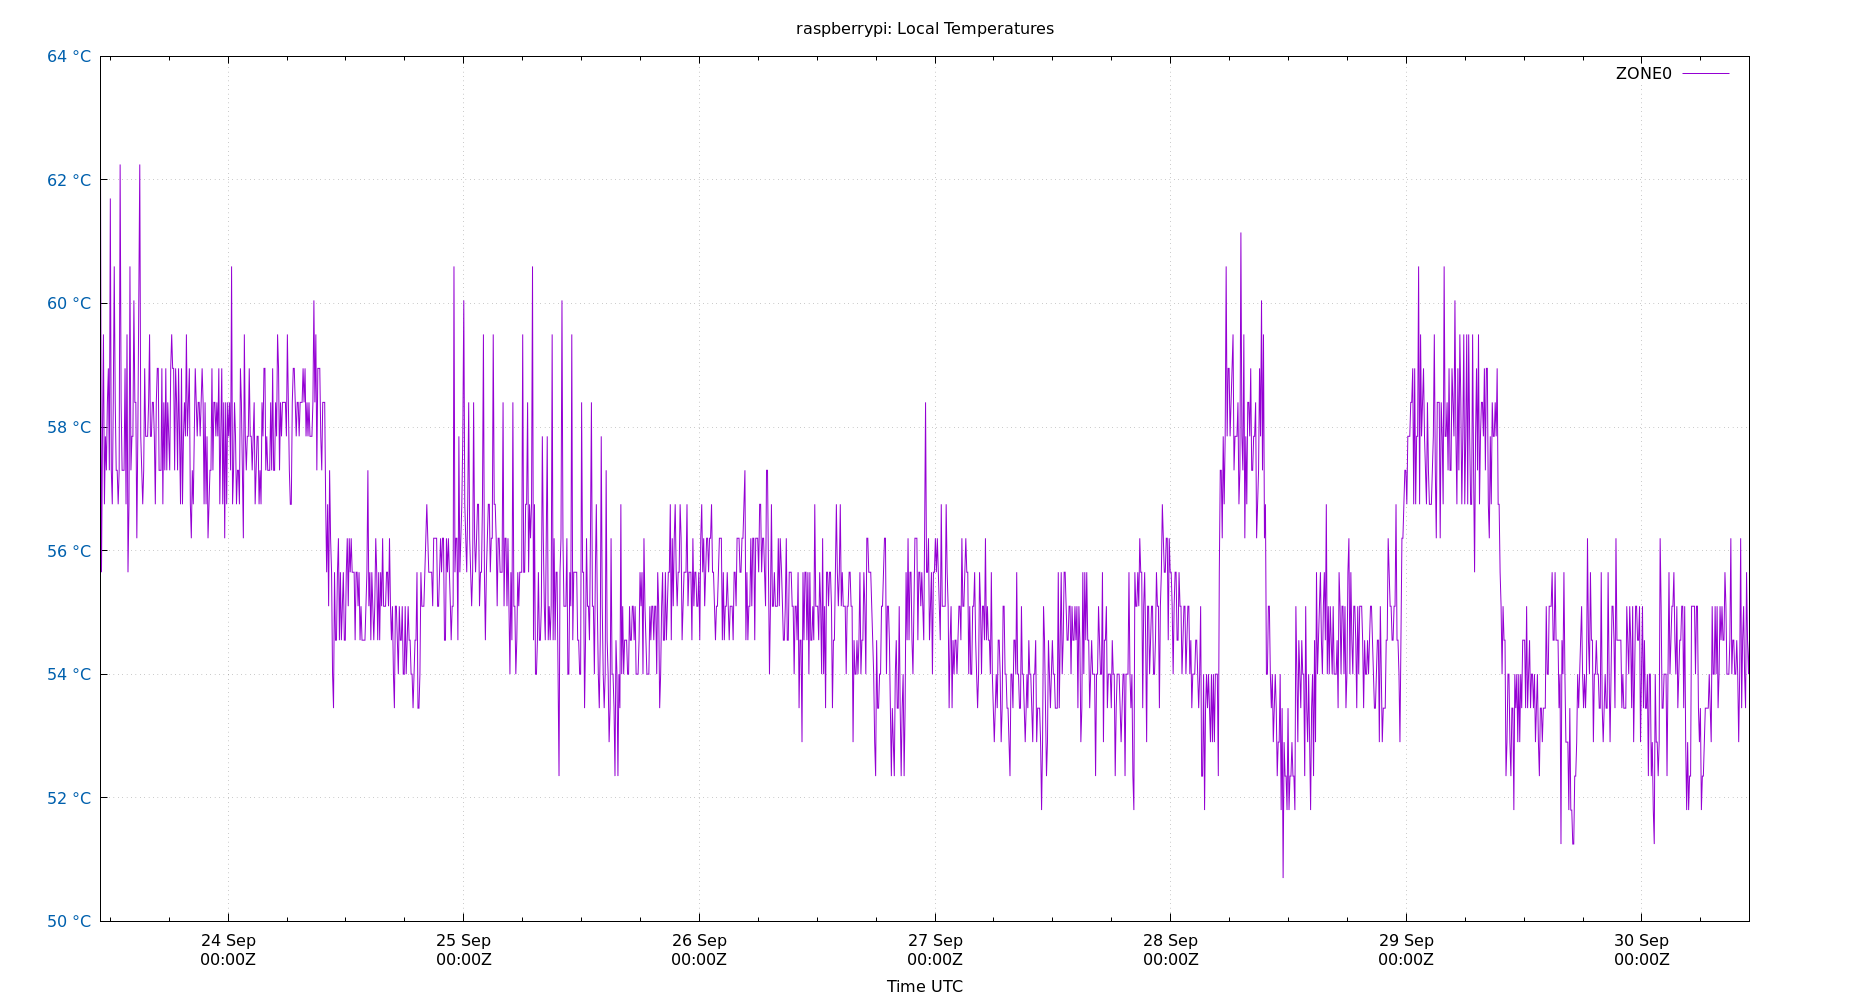 raspberrypi: Local Temperatures
64 °C
ZONE0
62 °C
60 °C
58 °C
56 °C
54 °C
52 °C
50 °C
24 Sep 25 Sep 26 Sep 27 Sep 28 Sep 29 Sep 30 Sep
00:00Z 00:00Z 00:00Z 00:00Z 00:00Z 00:00Z 00:00Z
Time UTC